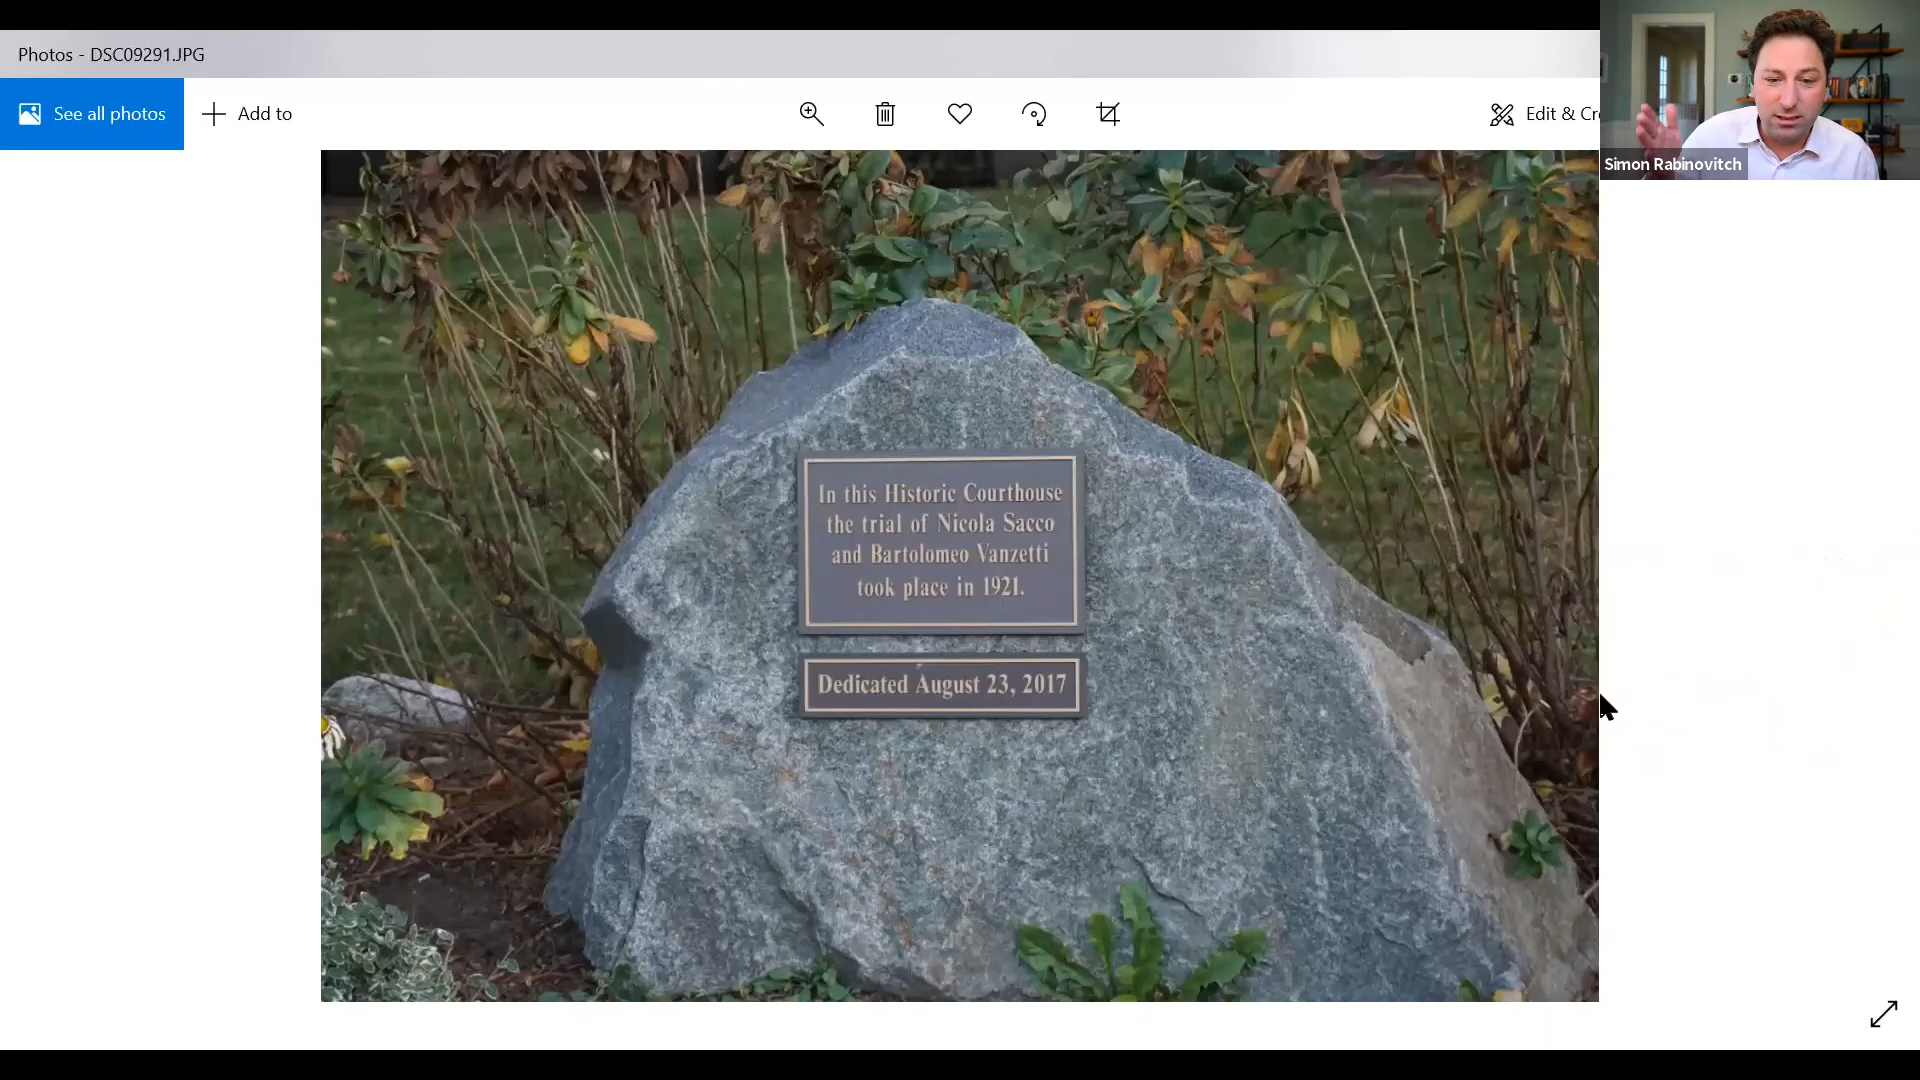 Photos - DSC09291.JPG
See all photos
Add to
Edit & Cr
Simon Rabinovitch
In this Historic Courthouse
the trial of Nicola Sacco
and Bartolomeo Vanzetti
took place in 1921.
Dedicated August 23, 2017